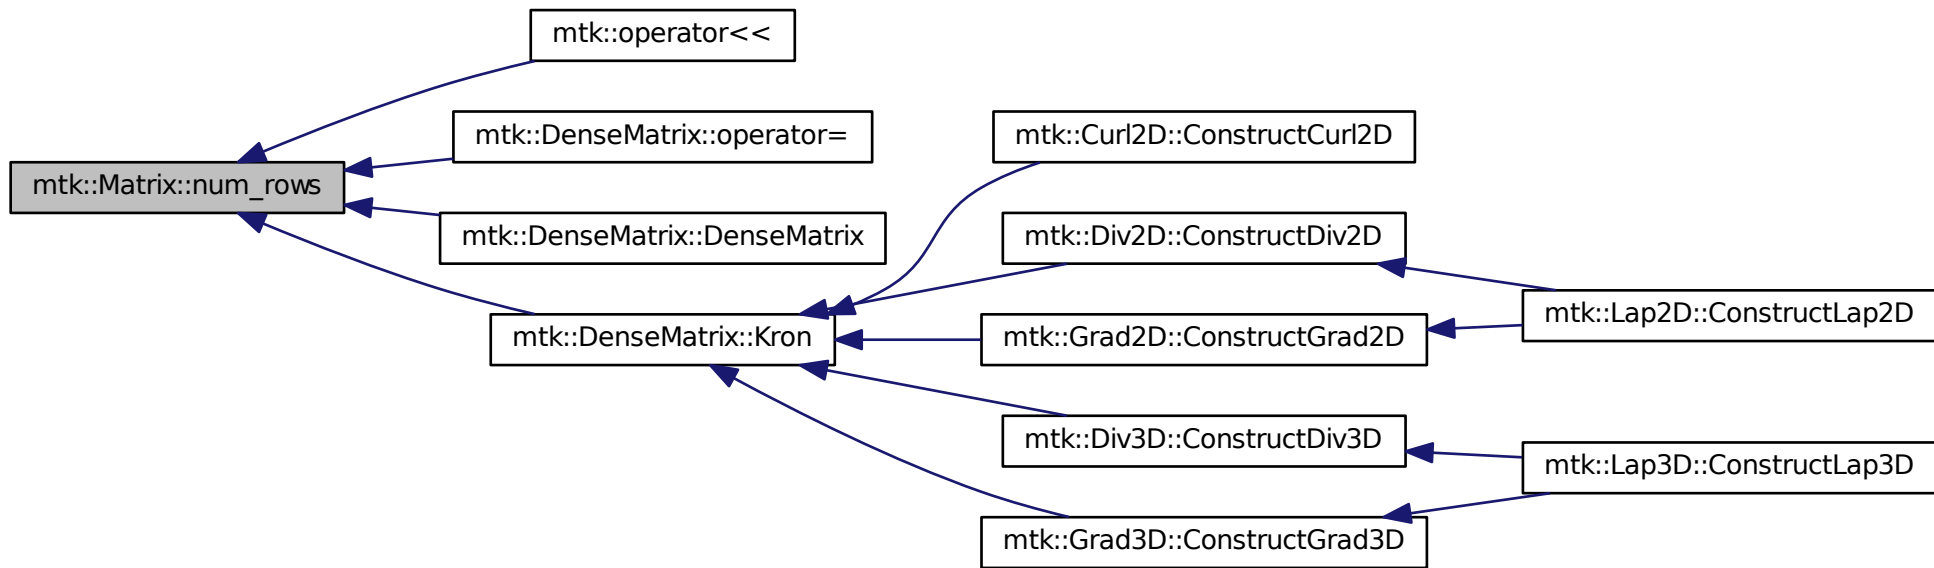 mtk::operator<<
mtk::DenseMatrix::operator=
mtk::Curl2D::ConstructCurl2D
mtk::Matrix::num_rows
mtk::DenseMatrix::DenseMatrix
mtk::Div2D::ConstructDiv2D
mtk::Lap2D::ConstructLap2D
mtk::DenseMatrix::Kron
mtk::Grad2D::ConstructGrad2D
mtk::Div3D::ConstructDiv3D
mtk::Lap3D::ConstructLap3D
mtk::Grad3D::ConstructGrad3D